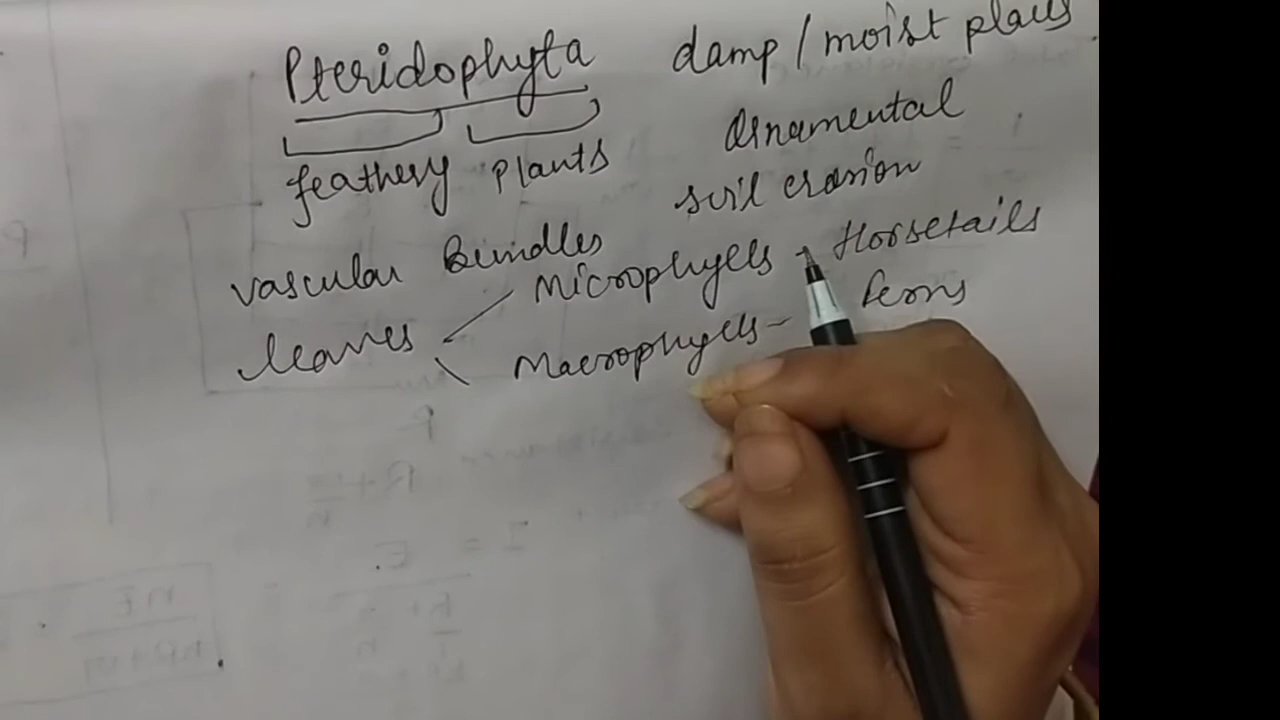 Pteridophyta
feathery plants
damp / moist places
Ornamental
soil erosion
vascular Bundles
leaves
Microphylls - Horsetails
Macrophylls - ferns